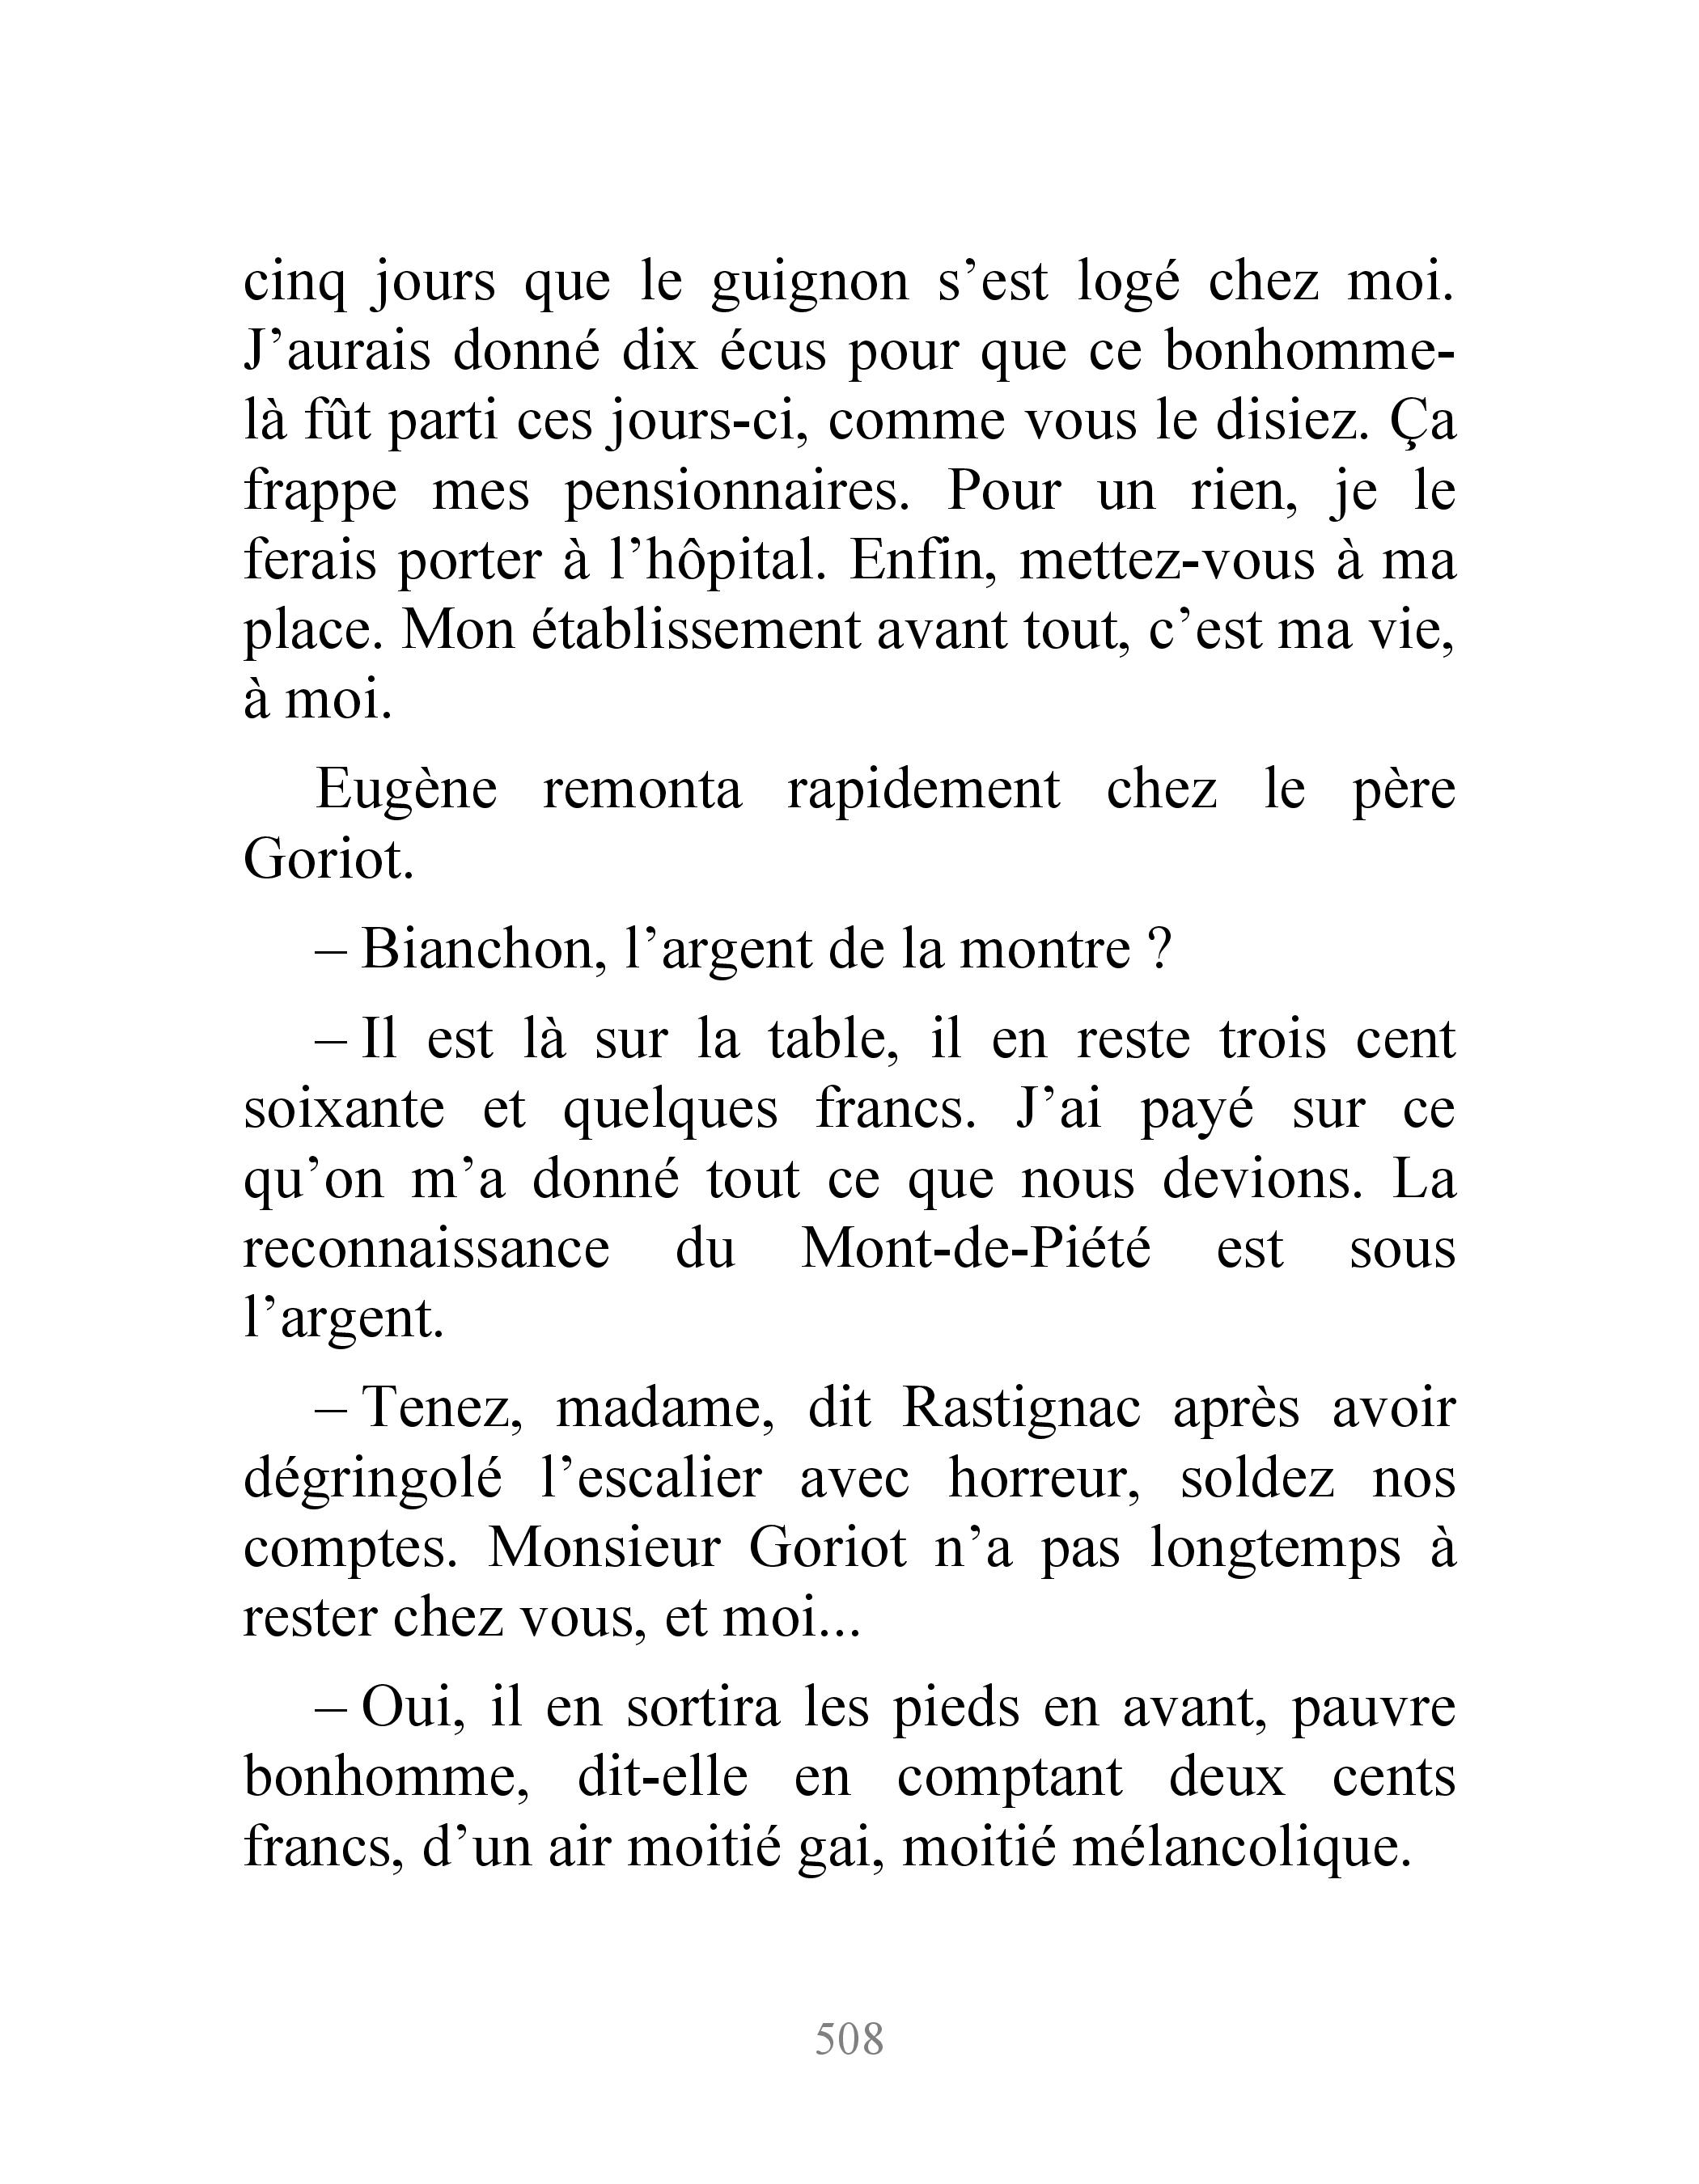 cinq jours que le guignon s’est logé chez moi.
J’aurais donné dix écus pour que ce bonhomme-
là fût parti ces jours-ci, comme vous le disiez. Ça
frappe mes pensionnaires. Pour un rien, je le
ferais porter à l’hôpital. Enfin, mettez-vous à ma
place. Mon établissement avant tout, c’est ma vie,
à moi.
Eugène remonta rapidement chez le père
Goriot.
– Bianchon, l’argent de la montre ?
– Il est là sur la table, il en reste trois cent
soixante et quelques francs. J’ai payé sur ce
qu’on m’a donné tout ce que nous devions. La
reconnaissance du Mont-de-Piété est sous
l’argent.
– Tenez, madame, dit Rastignac après avoir
dégringolé l’escalier avec horreur, soldez nos
comptes. Monsieur Goriot n’a pas longtemps à
rester chez vous, et moi...
– Oui, il en sortira les pieds en avant, pauvre
bonhomme, dit-elle en comptant deux cents
francs, d’un air moitié gai, moitié mélancolique.
508